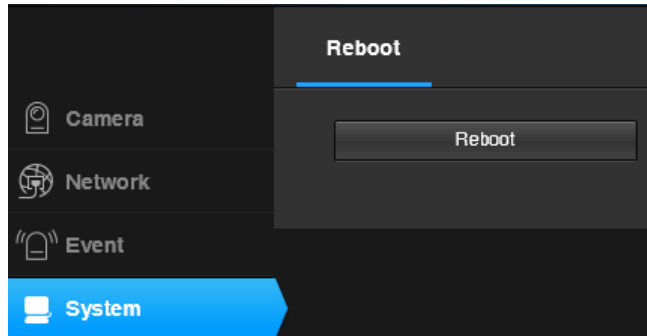 Reboot
Camera
Reboot
Network
Event
System